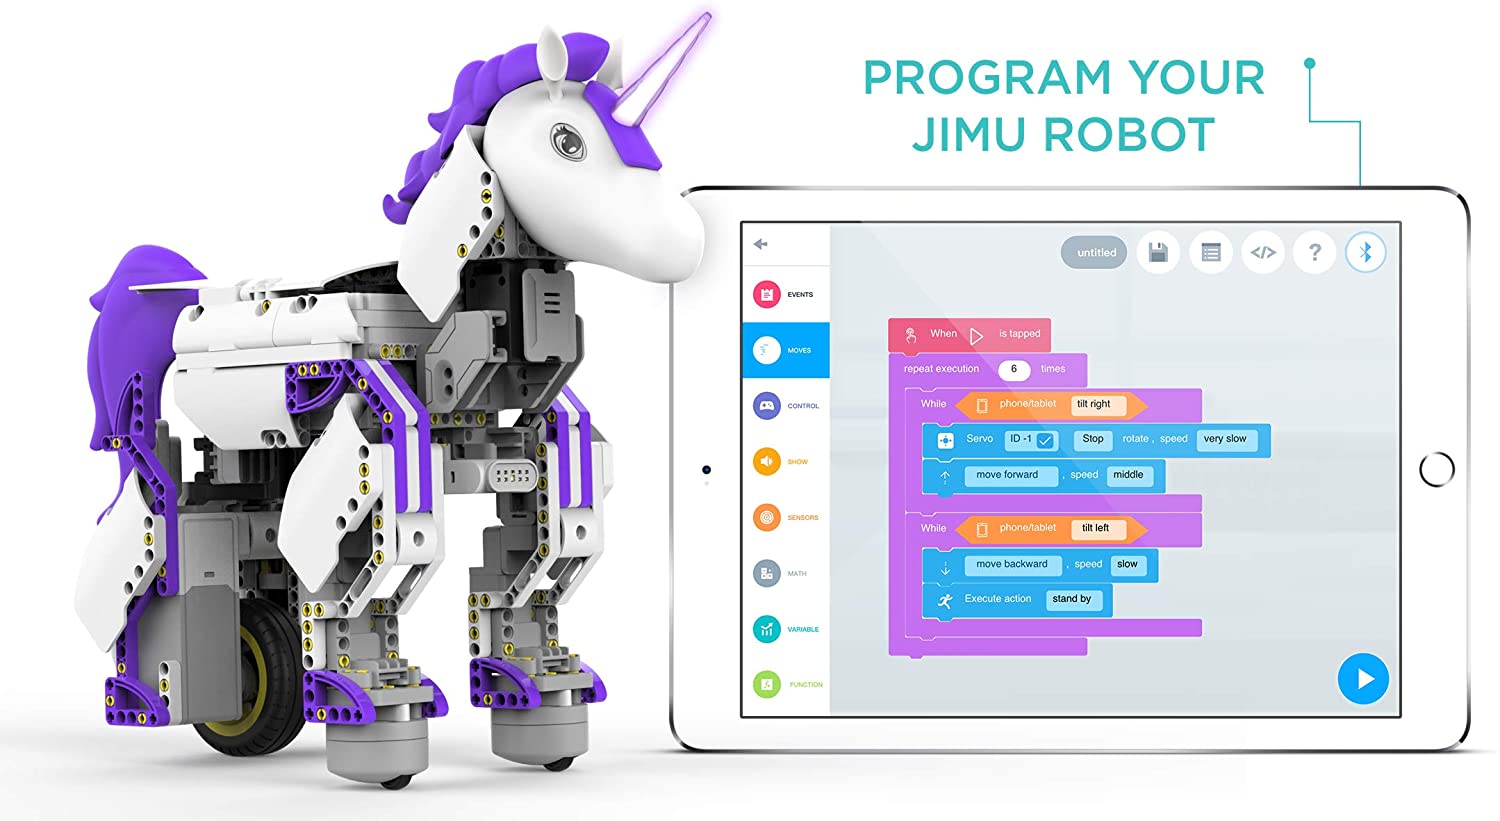 PROGRAM YOUR
JIMU ROBOT
untitled
</>
?
EVENTS
MOVES
CONTROL
SHOW
SENSORS
MATH
VARIABLE
FUNCTION
When is tapped
repeat execution 6 times
While phone/tablet tilt right
Servo ID -1 Stop rotate , speed very slow
move forward , speed middle
While phone/tablet tilt left
move backward , speed slow
Execute action stand by